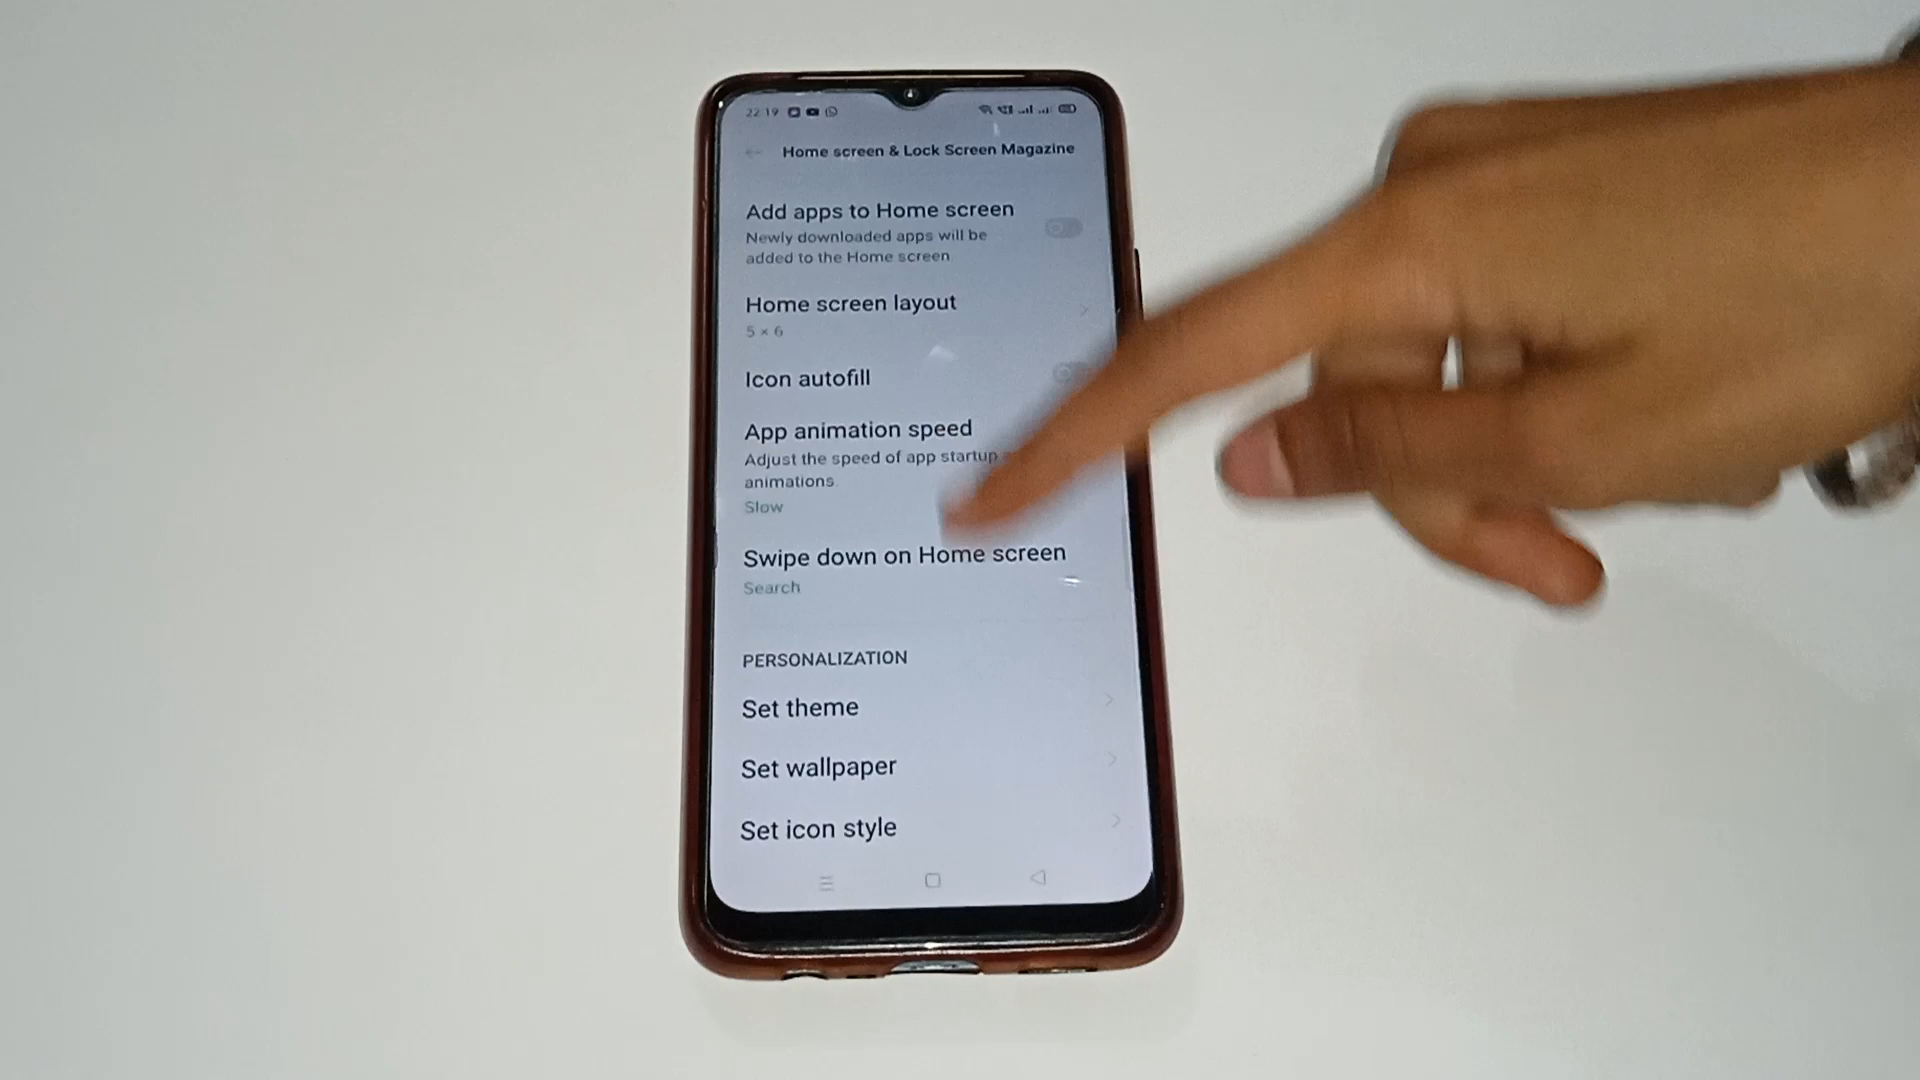 22 19
Home screen & Lock Screen Magazine
Add apps to Home screen
Newly downloaded apps will be
added to the Home screen.
Home screen layout
5 × 6
Icon autofill
App animation speed
Adjust the speed of app startup
animations.
Slow
Swipe down on Home screen
Search
PERSONALIZATION
Set theme
Set wallpaper
Set icon style